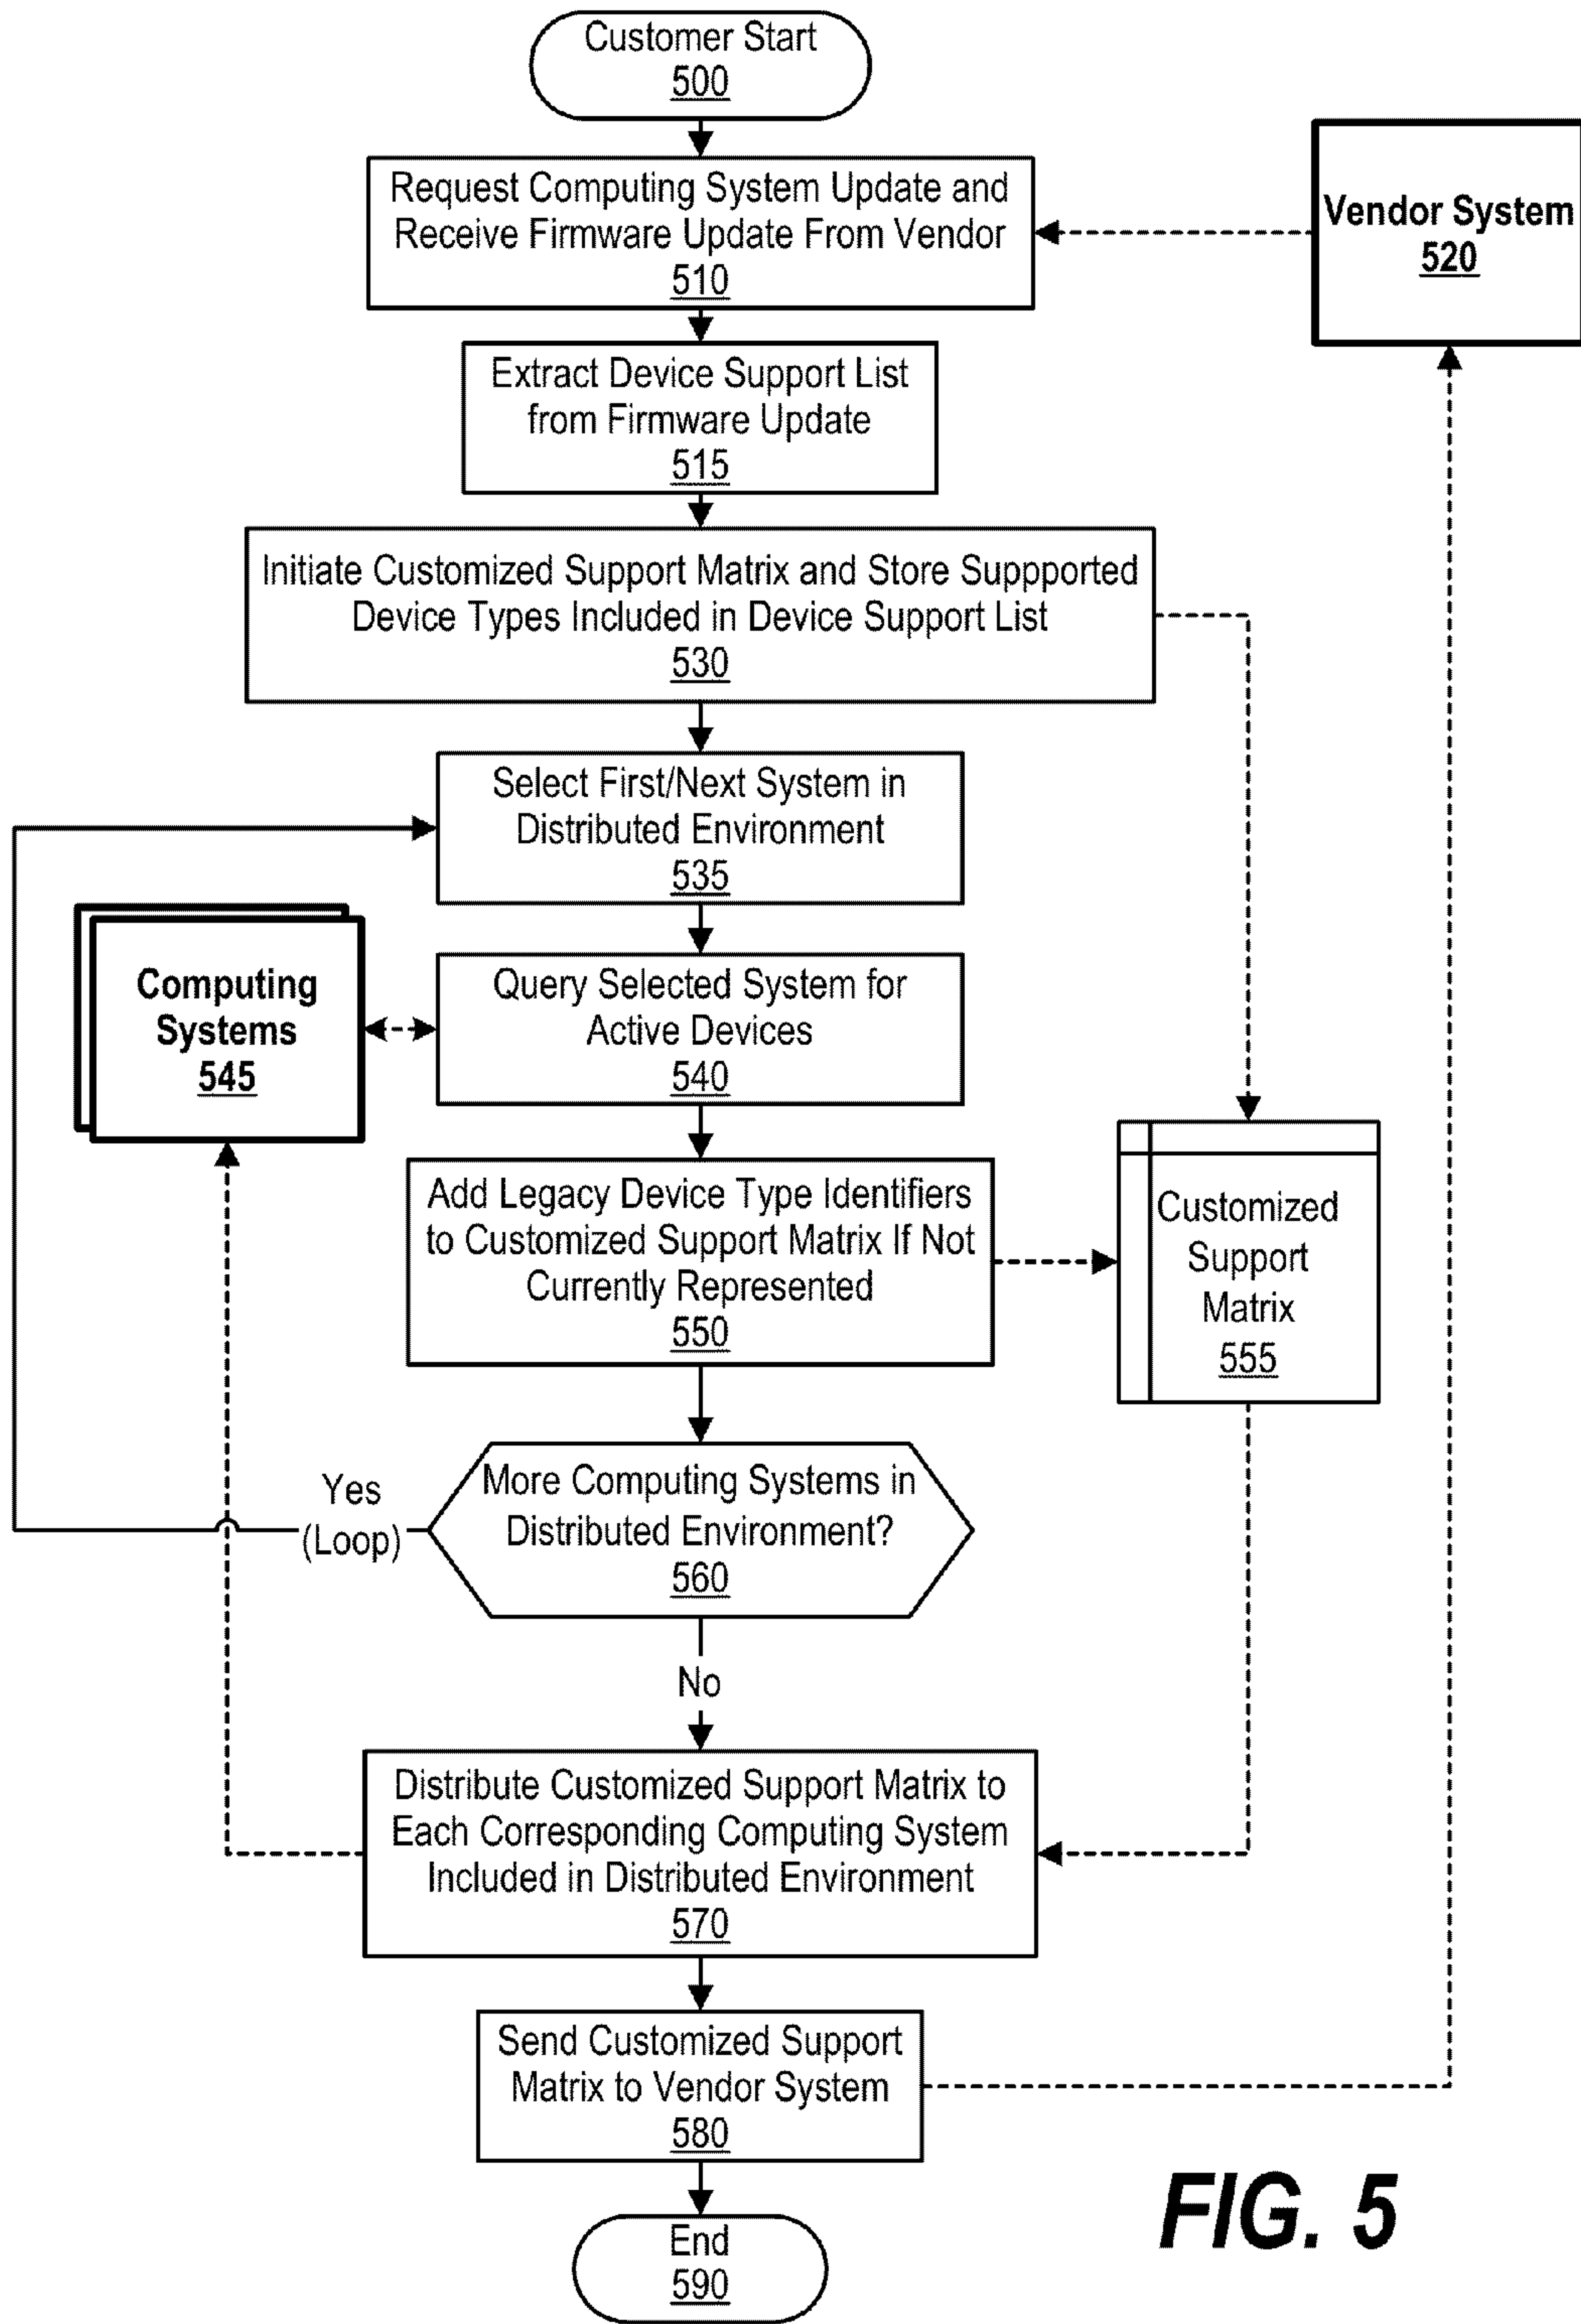 Customer Start
500
Request Computing System Update and
Receive Firmware Update From Vendor
510
Vendor System
520
Extract Device Support List
from Firmware Update
515
Initiate Customized Support Matrix and Store Suppported
Device Types Included in Device Support List
530
Select First/Next System in
Distributed Environment
535
Computing
Systems
545
Query Selected System for
Active Devices
540
Add Legacy Device Type Identifiers
to Customized Support Matrix If Not
Currently Represented
550
Customized
Support
Matrix
555
Yes
(Loop)
More Computing Systems in
Distributed Environment?
560
No
Distribute Customized Support Matrix to
Each Corresponding Computing System
Included in Distributed Environment
570
Send Customized Support
Matrix to Vendor System
580
End
590
FIG. 5